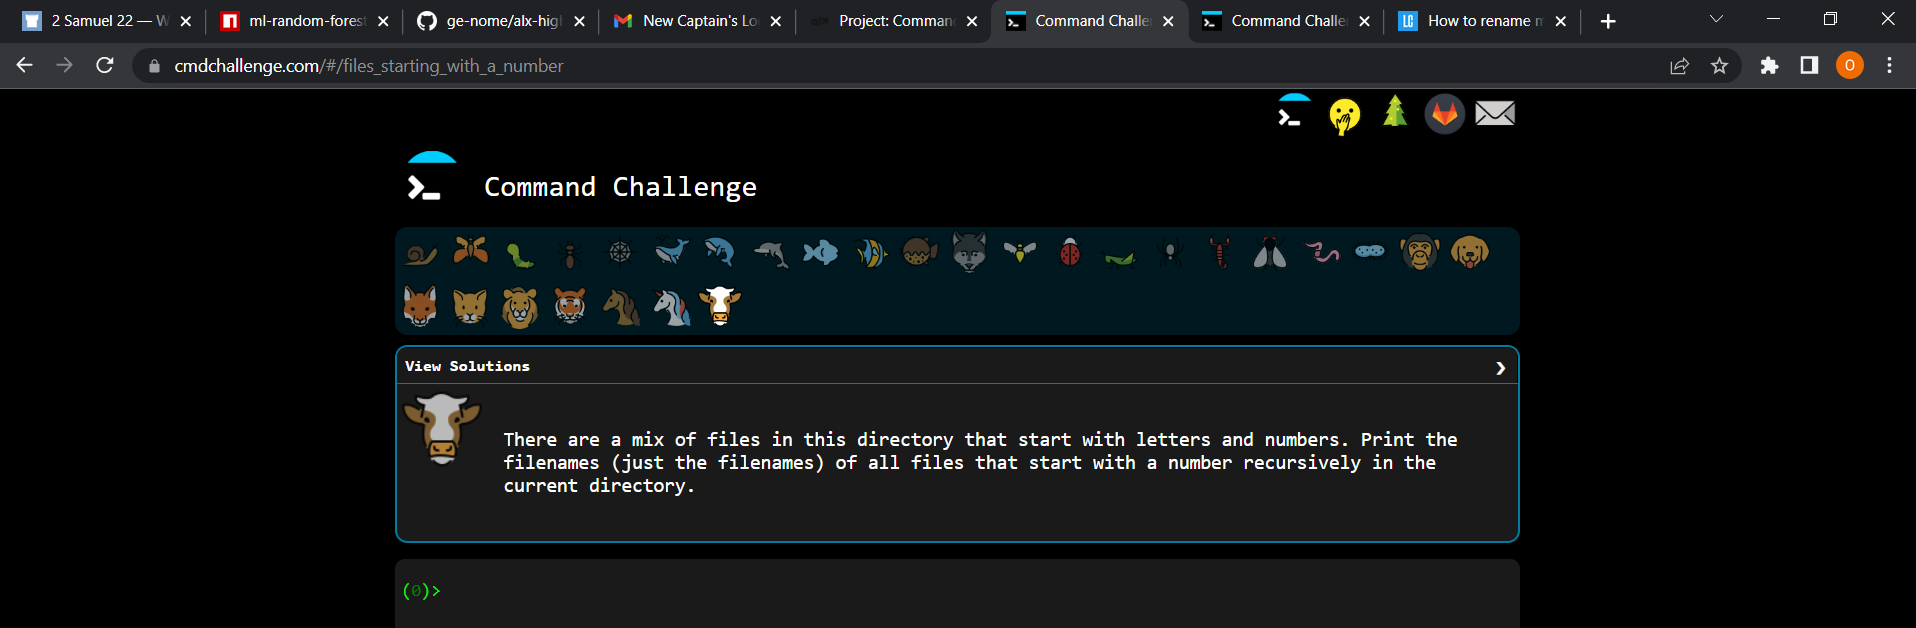 2 Samuel 22 — W
ml-random-forest
ge-nome/alx-high
New Captain's Lo
Project: Comman
Command Challe
Command Challe
How to rename m
cmdchallenge.com/#/files_starting_with_a_number
O
Command Challenge
View Solutions
There are a mix of files in this directory that start with letters and numbers. Print the
filenames (just the filenames) of all files that start with a number recursively in the
current directory.
(0)>